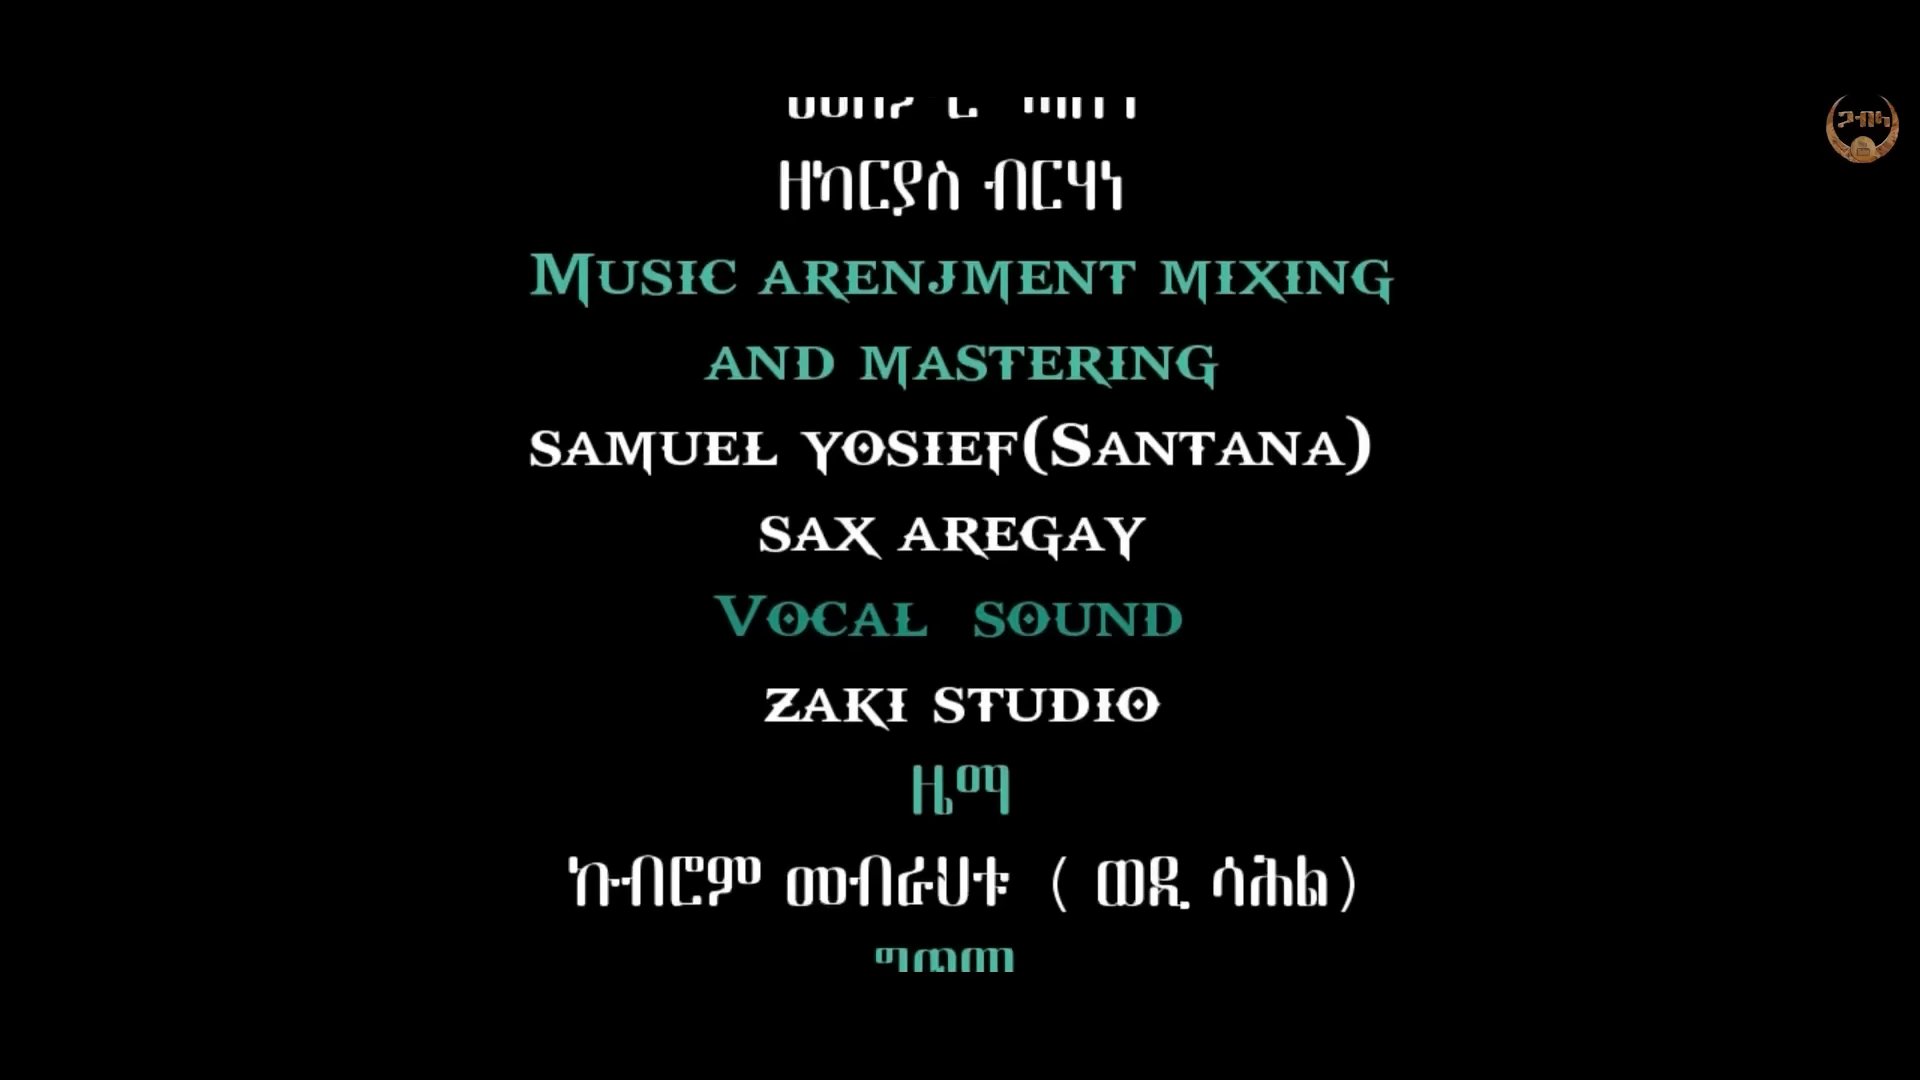 ዘካርያስ ብርሃነ
Music arenjment mixing
and mastering
samuel yosief(Santana)
sax aregay
Vocal sound
zaki studio
ዜማ
ኩብሮም መብራህቱ ( ወዲ ሳሕል)